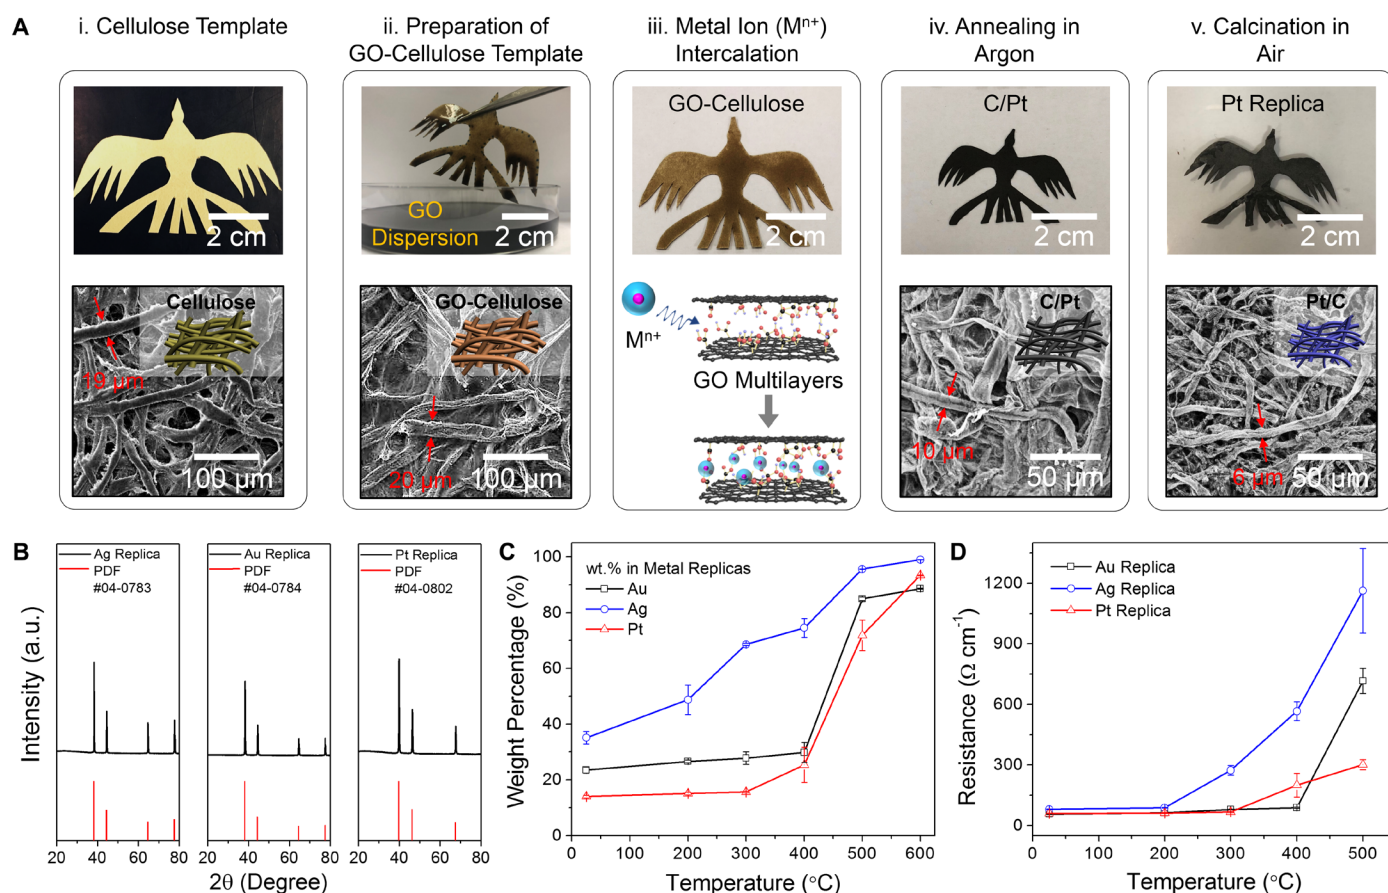 A
i. Cellulose Template
ii. Preparation of
GO-Cellulose Template
iii. Metal Ion (Mⁿ⁺)
Intercalation
iv. Annealing in
Argon
v. Calcination in
Air
2 cm
GO
Dispersion
2 cm
GO-Cellulose
2 cm
C/Pt
2 cm
Pt Replica
2 cm
Cellulose
19 μm
100 μm
GO-Cellulose
20 μm
100 μm
Mⁿ⁺
GO Multilayers
C/Pt
10 μm
50 μm
Pt/C
6 μm
50 μm
B
Intensity (a.u.)
Ag Replica
PDF
#04-0783
Au Replica
PDF
#04-0784
Pt Replica
PDF
#04-0802
20 40 60 80
20 40 60 80
20 40 60 80
2θ (Degree)
C
Weight Percentage (%)
100
80
60
40
20
0
wt.% in Metal Replicas
Au
Ag
Pt
0 100 200 300 400 500 600
Temperature (°C)
D
Resistance (Ω cm⁻¹)
1200
900
600
300
0
Au Replica
Ag Replica
Pt Replica
0 100 200 300 400 500
Temperature (°C)